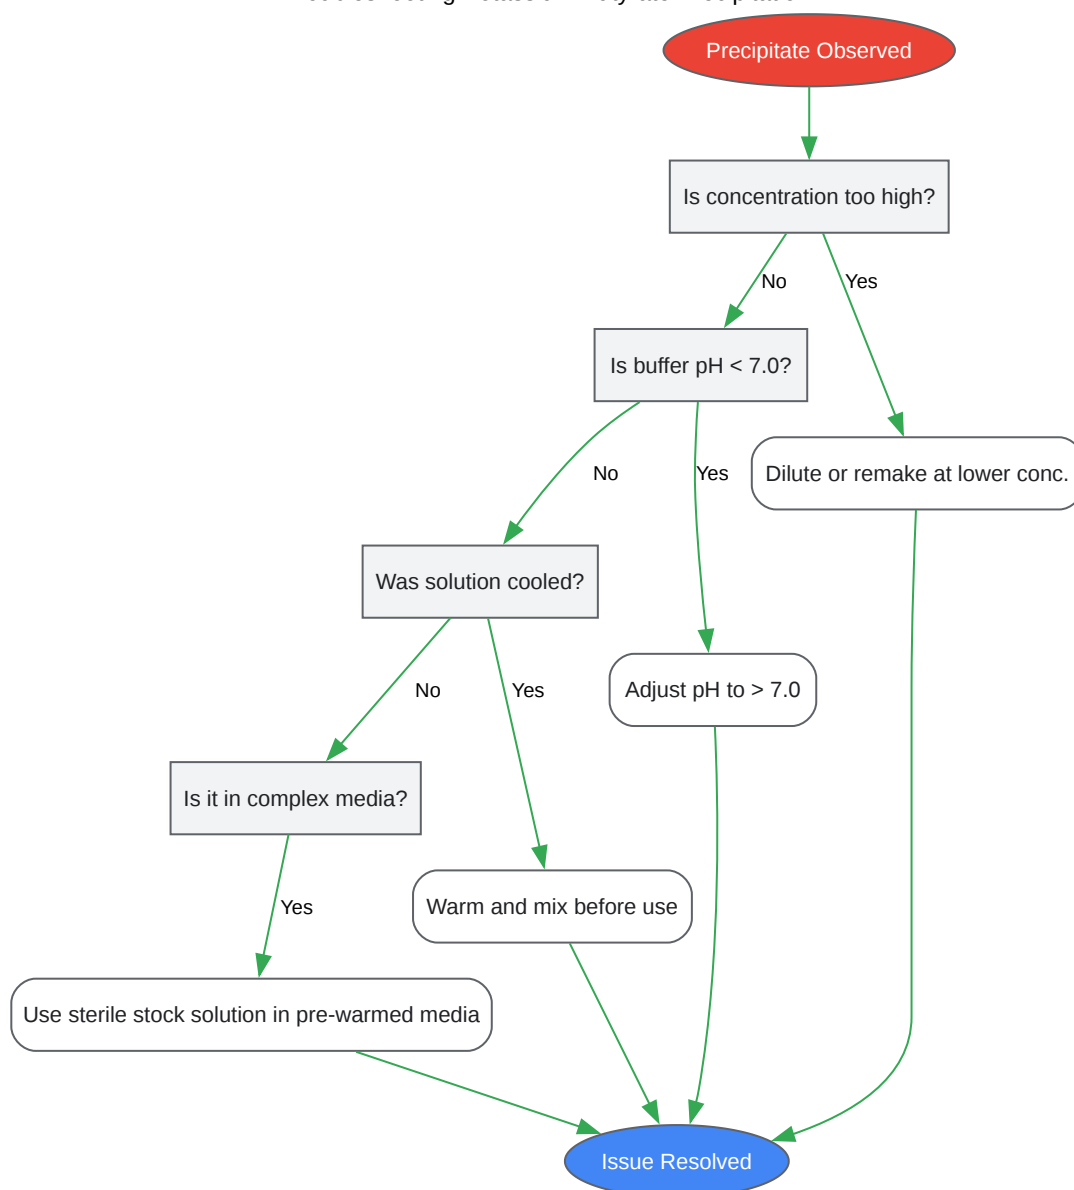 Precipitate Observed
Is concentration too high?
No
Yes
Is buffer pH < 7.0?
Dilute or remake at lower conc.
No
Yes
Was solution cooled?
Adjust pH to > 7.0
No
Yes
Is it in complex media?
Warm and mix before use
Yes
Use sterile stock solution in pre-warmed media
Issue Resolved